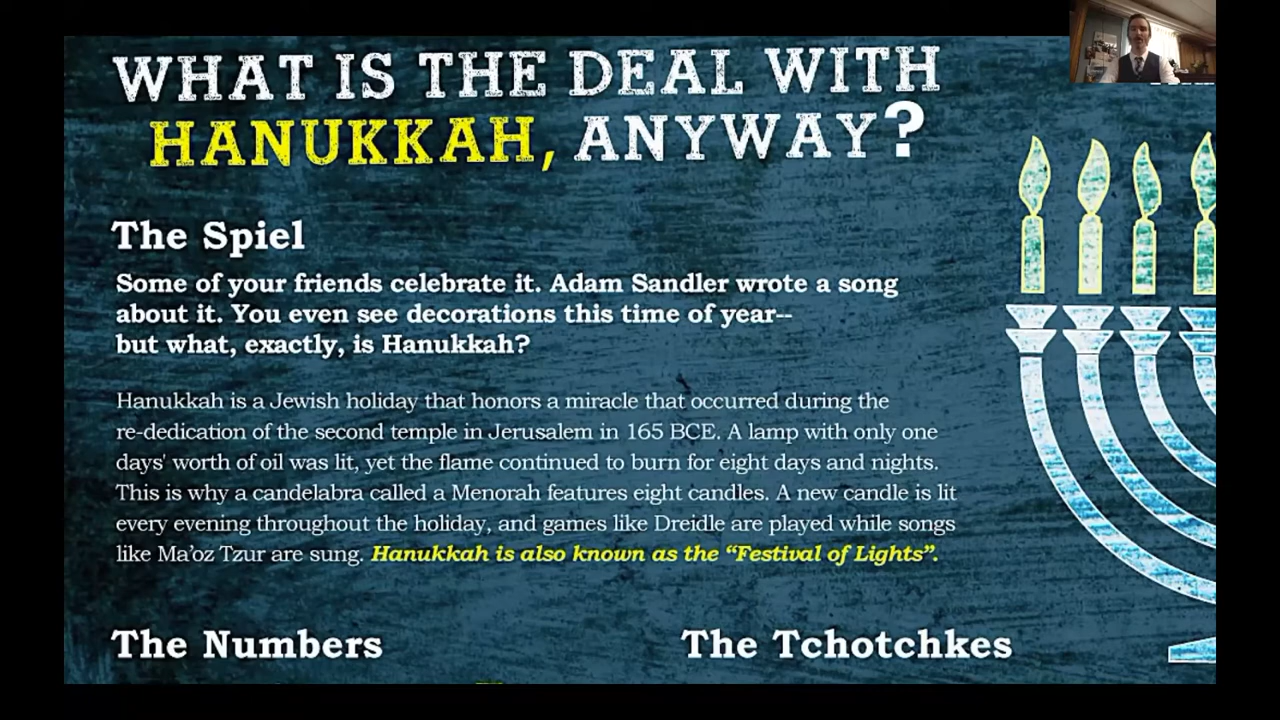 WHAT IS THE DEAL WITH
HANUKKAH, ANYWAY?
The Spiel
Some of your friends celebrate it. Adam Sandler wrote a song
about it. You even see decorations this time of year--
but what, exactly, is Hanukkah?
Hanukkah is a Jewish holiday that honors a miracle that occurred during the
re-dedication of the second temple in Jerusalem in 165 BCE. A lamp with only one
days' worth of oil was lit, yet the flame continued to burn for eight days and nights.
This is why a candelabra called a Menorah features eight candles. A new candle is lit
every evening throughout the holiday, and games like Dreidle are played while songs
like Ma'oz Tzur are sung. Hanukkah is also known as the “Festival of Lights”.
The Numbers
The Tchotchkes